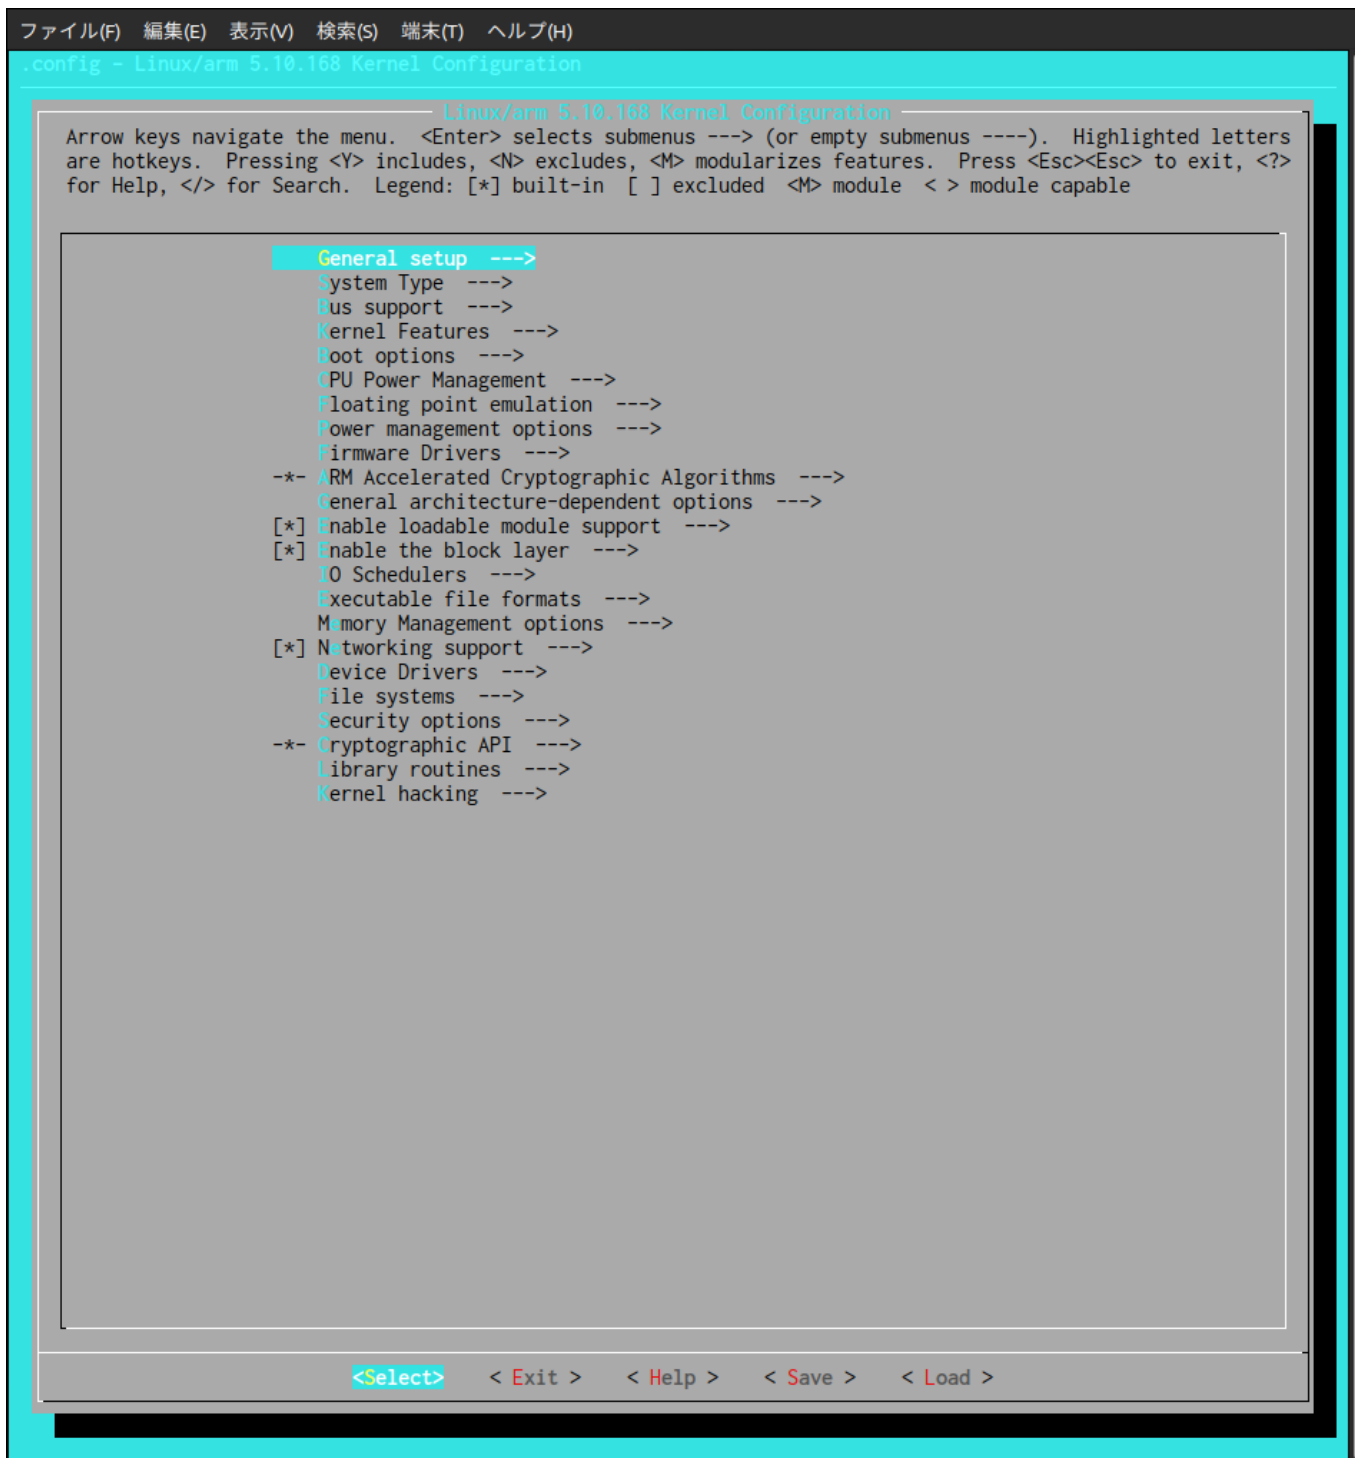 ファイル(F) 編集(E) 表示(V) 検索(S) 端末(T) ヘルプ(H)
.config - Linux/arm 5.10.168 Kernel Configuration
Linux/arm 5.10.168 Kernel Configuration
Arrow keys navigate the menu.  <Enter> selects submenus ---> (or empty submenus ----).  Highlighted letters
are hotkeys.  Pressing <Y> includes, <N> excludes, <M> modularizes features.  Press <Esc><Esc> to exit, <?>
for Help, </> for Search.  Legend: [*] built-in  [ ] excluded  <M> module  < > module capable
General setup  --->
System Type  --->
Bus support  --->
Kernel Features  --->
Boot options  --->
CPU Power Management  --->
Floating point emulation  --->
Power management options  --->
Firmware Drivers  --->
-*- ARM Accelerated Cryptographic Algorithms  --->
General architecture-dependent options  --->
[*] Enable loadable module support  --->
[*] Enable the block layer  --->
IO Schedulers  --->
Executable file formats  --->
Memory Management options  --->
[*] Networking support  --->
Device Drivers  --->
File systems  --->
Security options  --->
-*- Cryptographic API  --->
Library routines  --->
Kernel hacking  --->
<Select>    < Exit >    < Help >    < Save >    < Load >